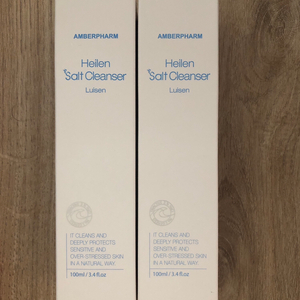 AMBERPHARM
Heilen
Salt Cleanser
Luisen
IT CLEANS AND
DEEPLY PROTECTS
SENSITIVE AND
OVER-STRESSED SKIN
IN A NATURAL WAY.
100ml / 3.4 fl.oz
AMBERPHARM
Heilen
Salt Cleanser
Luisen
IT CLEANS AND
DEEPLY PROTECTS
SENSITIVE AND
OVER-STRESSED SKIN
IN A NATURAL WAY.
100ml / 3.4 fl.oz